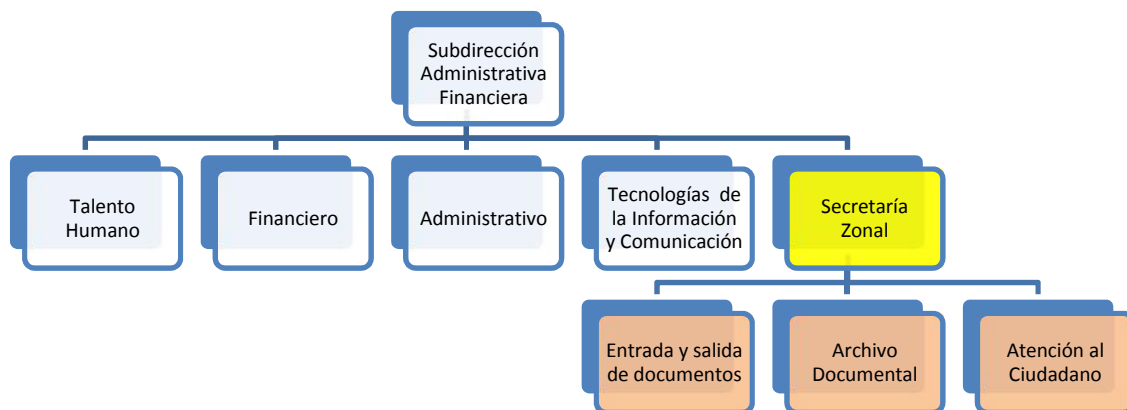 Subdirección
Administrativa
Financiera
Talento
Humano
Financiero
Administrativo
Tecnologías de
la Información
y Comunicación
Secretaría
Zonal
Entrada y salida
de documentos
Archivo
Documental
Atención al
Ciudadano